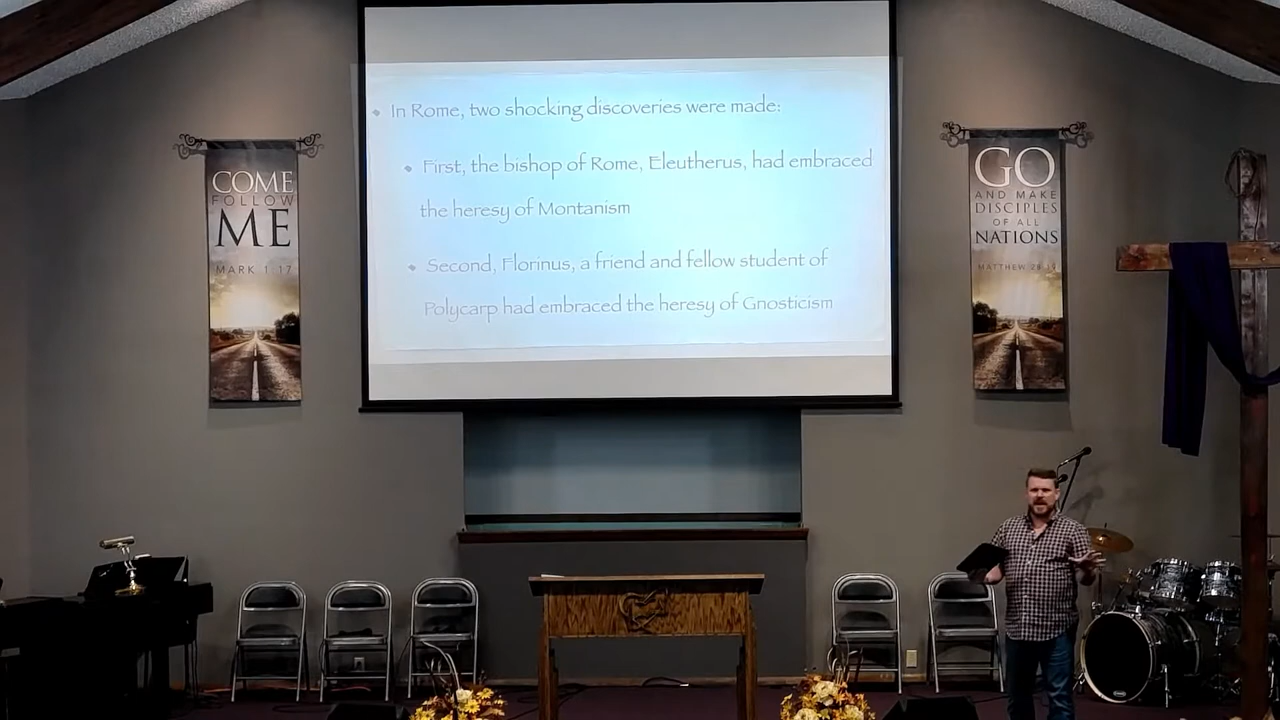 In Rome, two shocking discoveries were made:
First, the bishop of Rome, Eleutherus, had embraced
the heresy of Montanism
Second, Florinus, a friend and fellow student of
Polycarp had embraced the heresy of Gnosticism
COME
FOLLOW
ME
MARK 1:17
GO
AND MAKE
DISCIPLES
OF ALL
NATIONS
MATTHEW 28:19